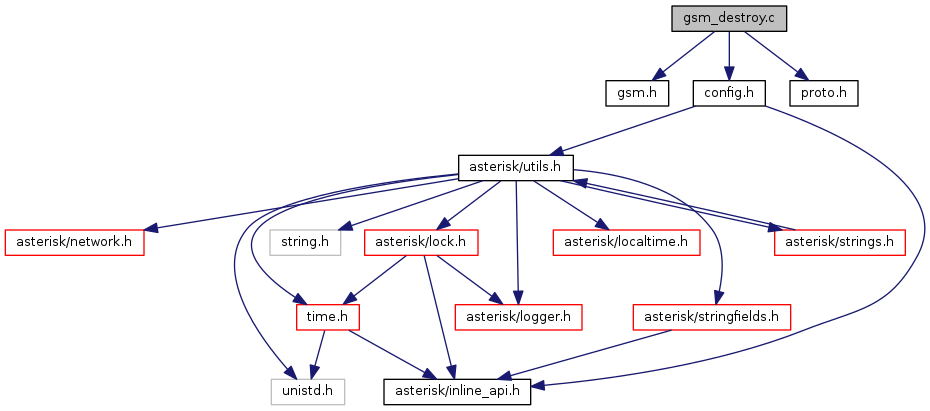 gsm_destroy.c
gsm.h
config.h
proto.h
asterisk/utils.h
asterisk/network.h
string.h
asterisk/lock.h
asterisk/localtime.h
asterisk/strings.h
time.h
asterisk/logger.h
asterisk/stringfields.h
unistd.h
asterisk/inline_api.h